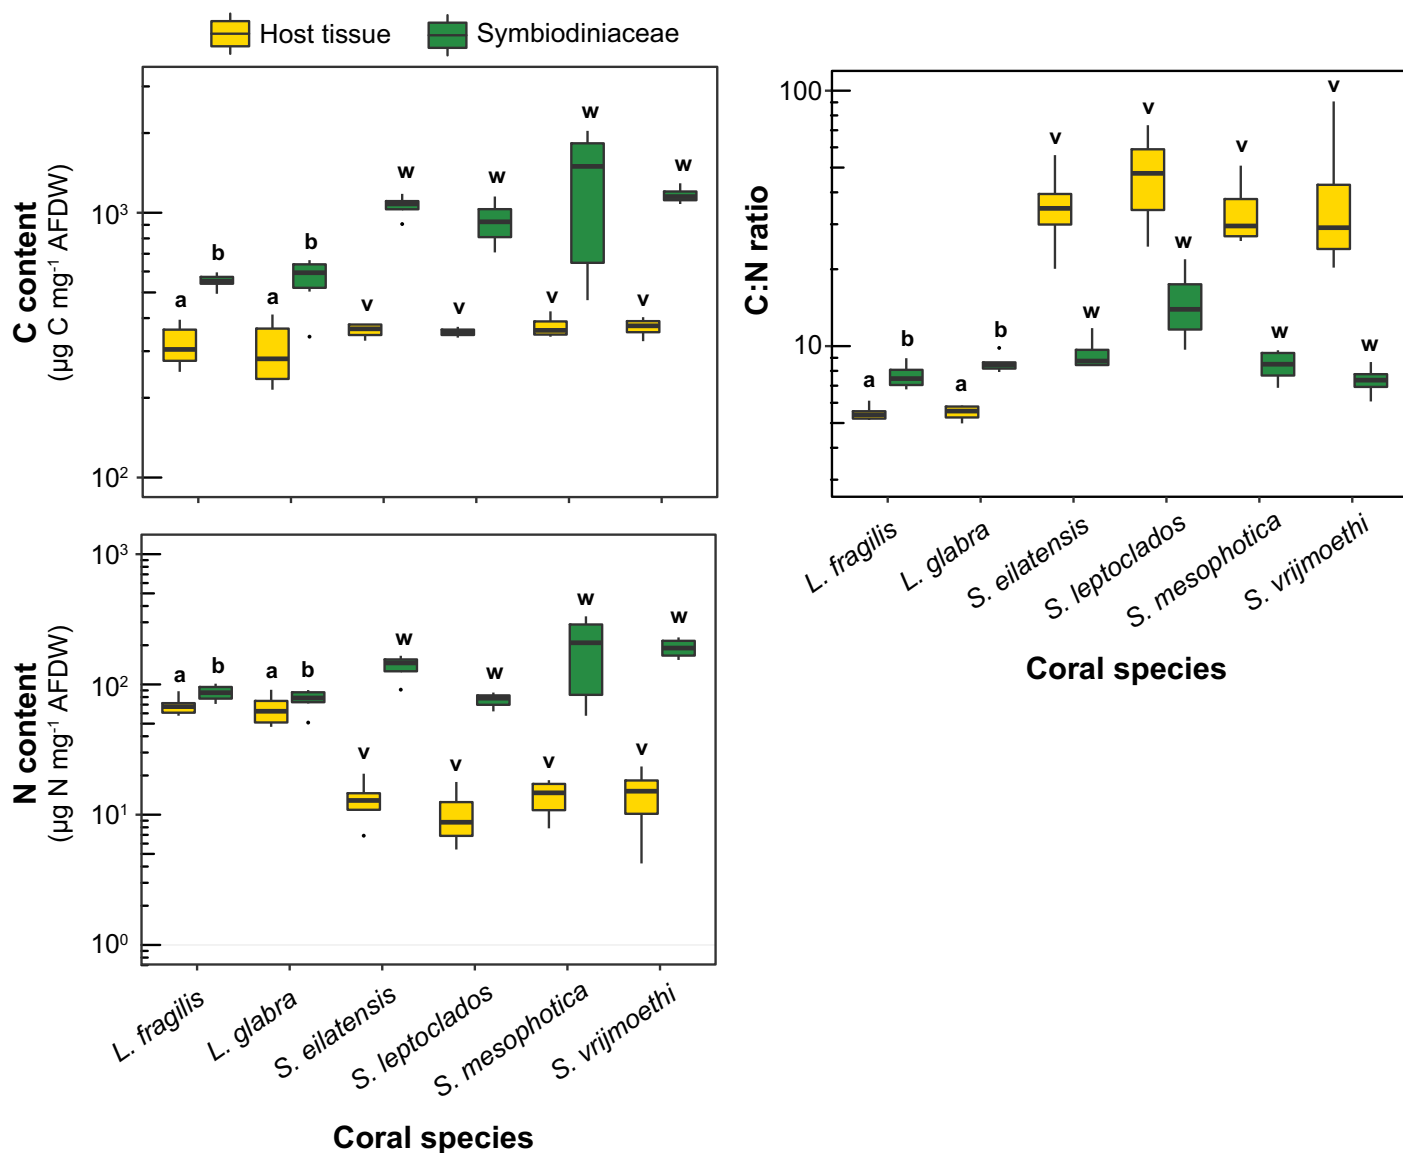 Host tissue Symbiodiniaceae
C content
(µg C mg⁻¹ AFDW)
10³
10²
a b a b v w v w v w v w
N content
(µg N mg⁻¹ AFDW)
10³
10²
10¹
10⁰
a b a b v w v w v w v w
L. fragilis
L. glabra
S. eilatensis
S. leptoclados
S. mesophotica
S. vrijmoethi
Coral species
C:N ratio
100
10
a b a b v w v w v w v w
L. fragilis
L. glabra
S. eilatensis
S. leptoclados
S. mesophotica
S. vrijmoethi
Coral species